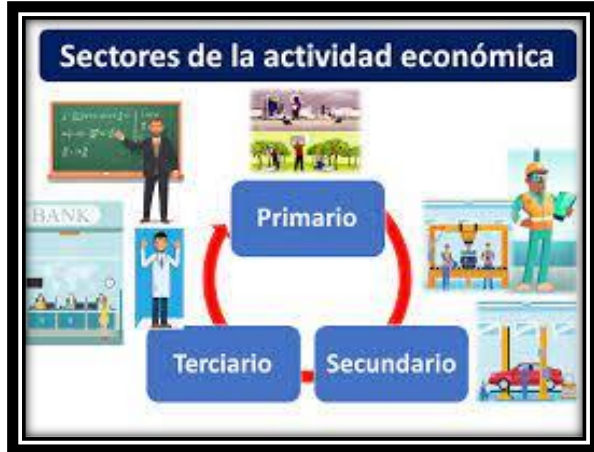 Sectores de la actividad económica
BANK
Primario
Terciario
Secundario